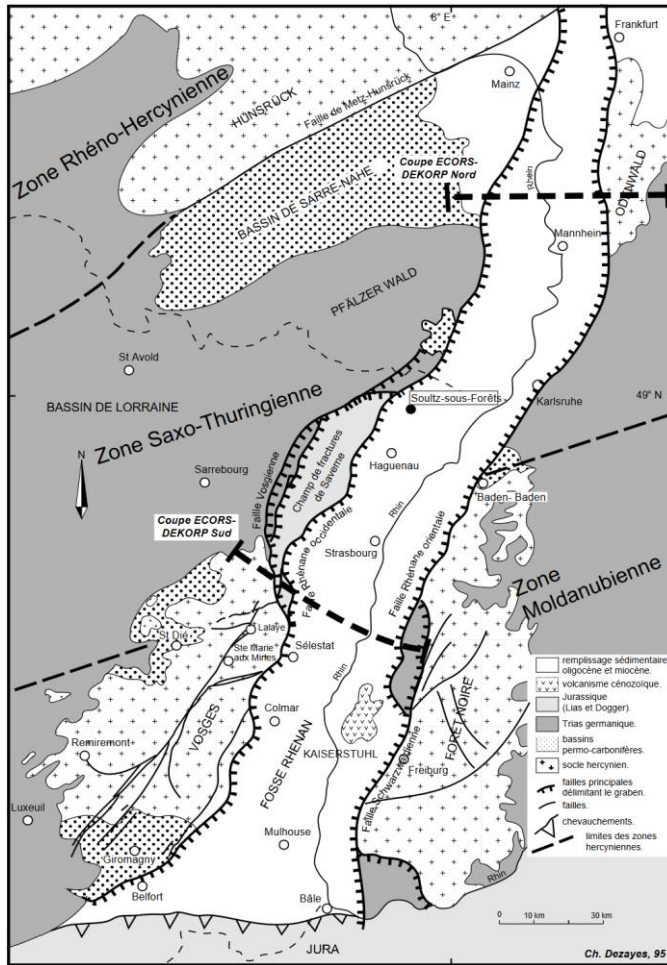 8° E
Frankfurt
Mainz
HUNSRÜCK
Faille de Metz-Hunsrück
Zone Rhéno-Hercynienne
Coupe ECORS-
DEKORP Nord
Rhein
ODENWALD
BASSIN DE SARRE-NAHE
Mannhein
PFÄLZER WALD
St Avold
BASSIN DE LORRAINE
Zone Saxo-Thuringienne
Soultz-sous-Forêts
Karlsruhe
49° N
N
Sarrebourg
Faille Vosgienne
Champ de fractures
de Saverne
Haguenau
Baden- Baden
Coupe ECORS-
DEKORP Sud
Faille Rhénane occidentale
Strasbourg
Rhin
Faille Rhénane orientale
Zone
Moldanubienne
Lalaye
St Dié
Ste Marie
aux Mines
Sélestat
VOSGES
Colmar
Rhin
KAISERSTUHL
FORET NOIRE
Remiremont
FOSSE RHENAN
Freiburg
Faille Schwarzwaldienne
Luxeuil
Mulhouse
Giromagny
Belfort
Bâle
Rhin
JURA
remplissage sédimentaire
oligocène et miocène.
volcanisme cénozoïque.
Jurassique
(Lias et Dogger).
Trias germanique.
bassins
permo-carbonifères.
socle hercynien.
failles principales
délimitant le graben.
failles.
chevauchements.
limites des zones
hercyniennes.
0 10 km 30 km
Ch. Dezayes, 95